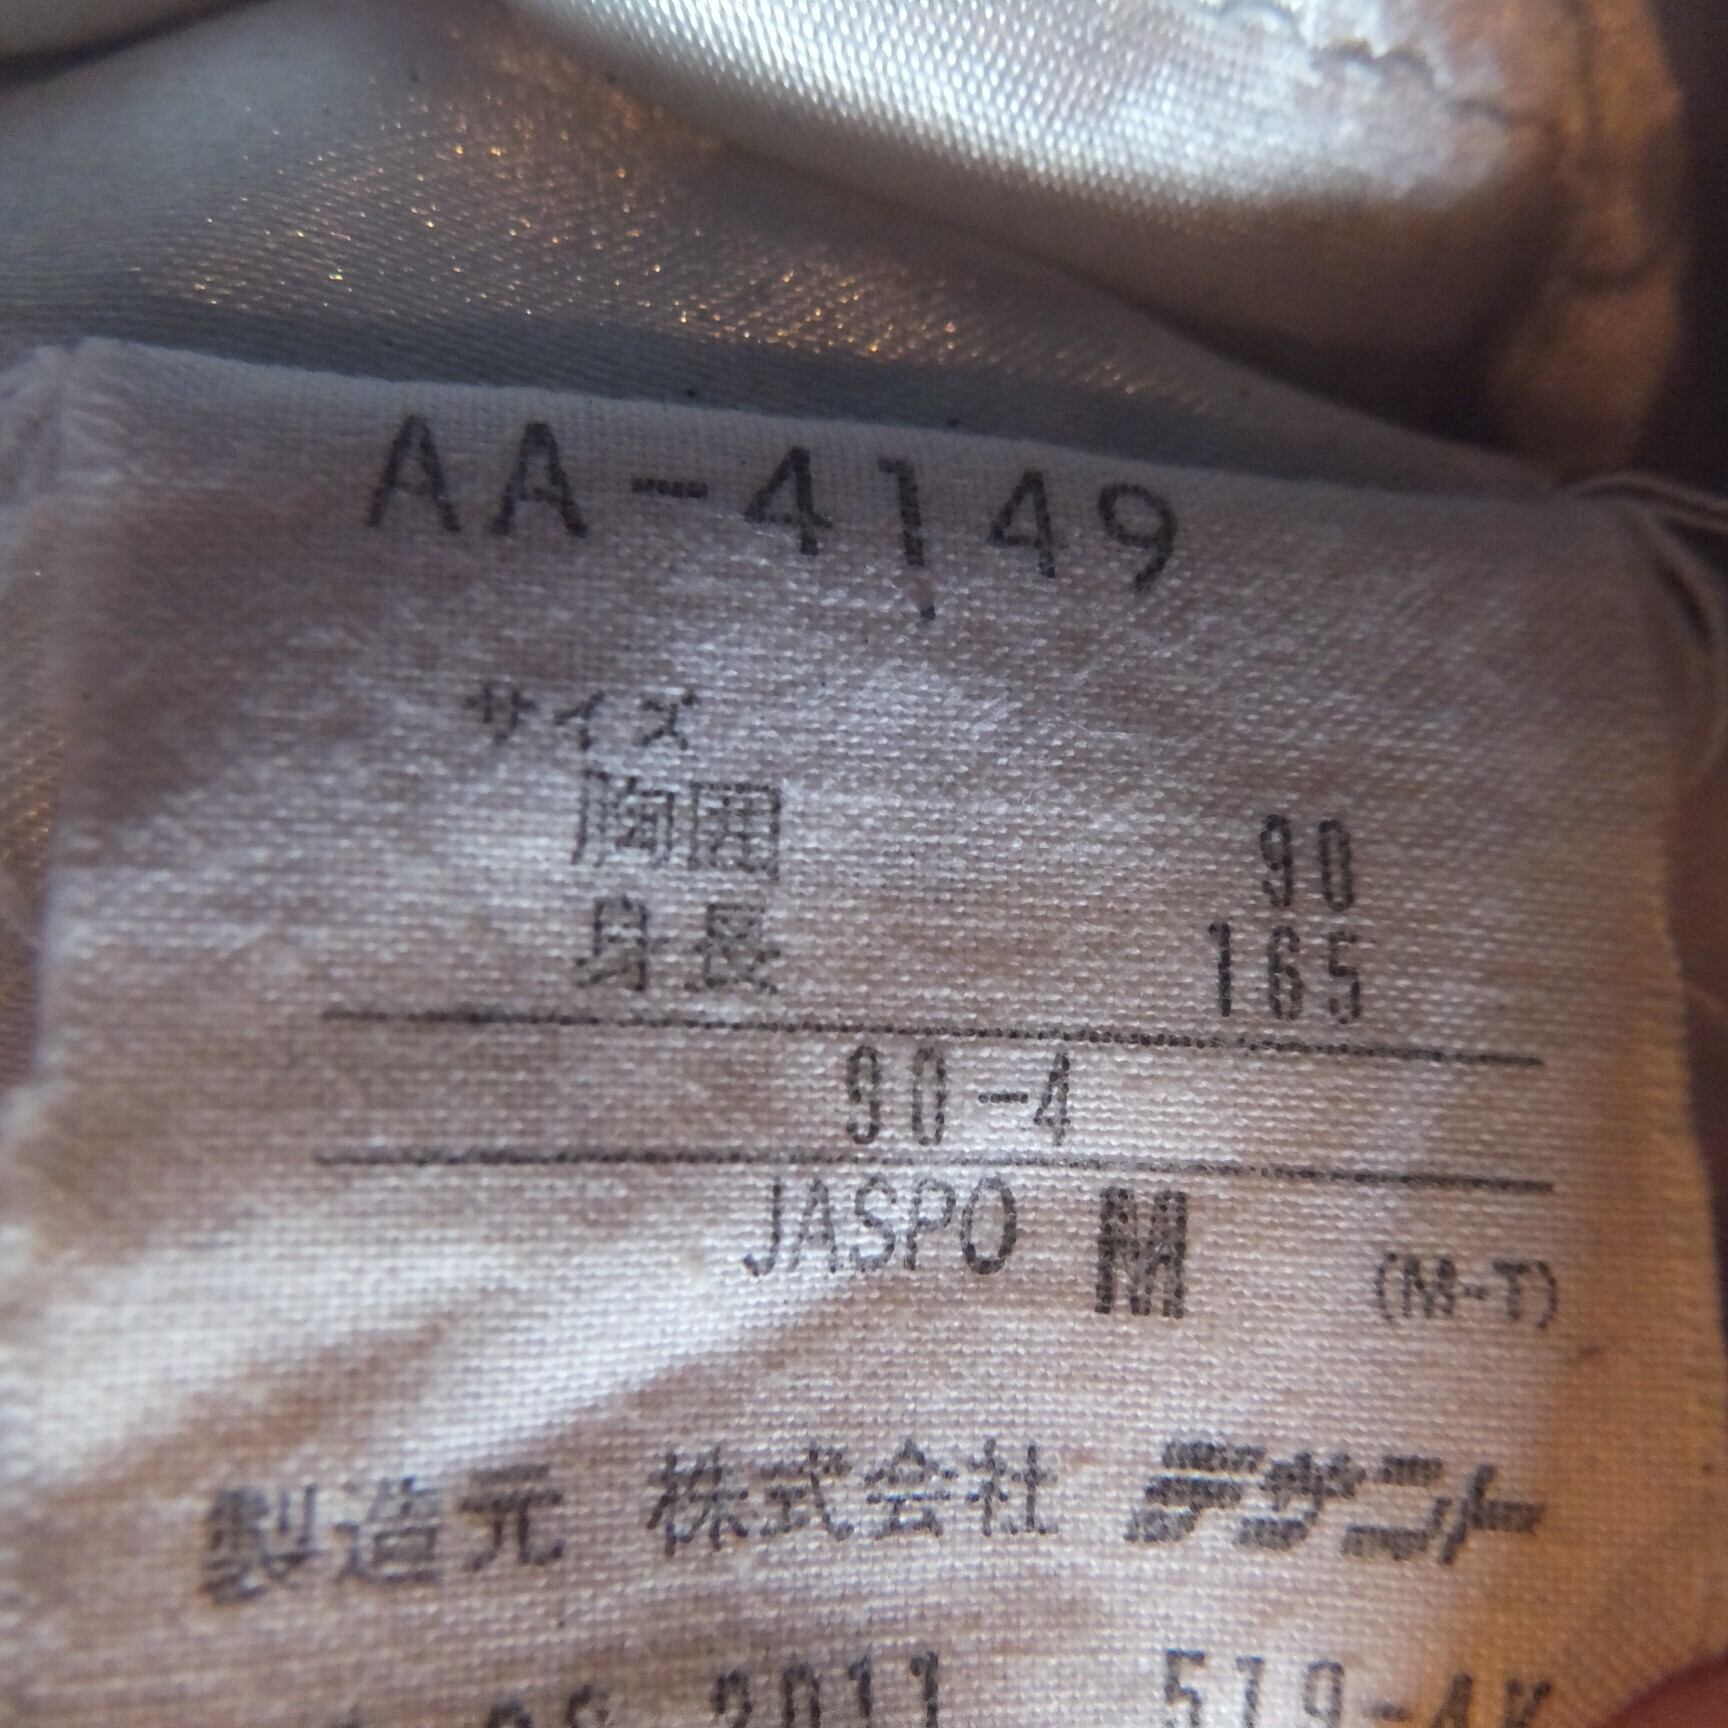 AA-4149
サイズ
胸囲 90
身長 165
90-4
JASPO M (M-T)
製造元 株式会社 デサント
2011